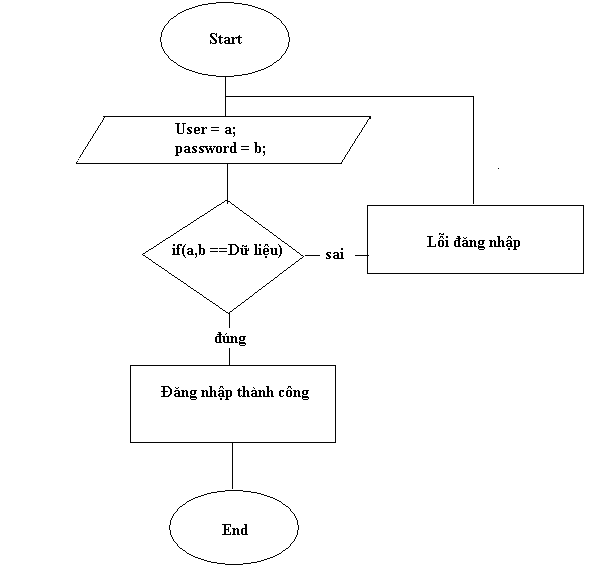 Start
User = a;
password = b;
if(a,b ==Dữ liệu)
sai
Lỗi đăng nhập
đúng
Đăng nhập thành công
End